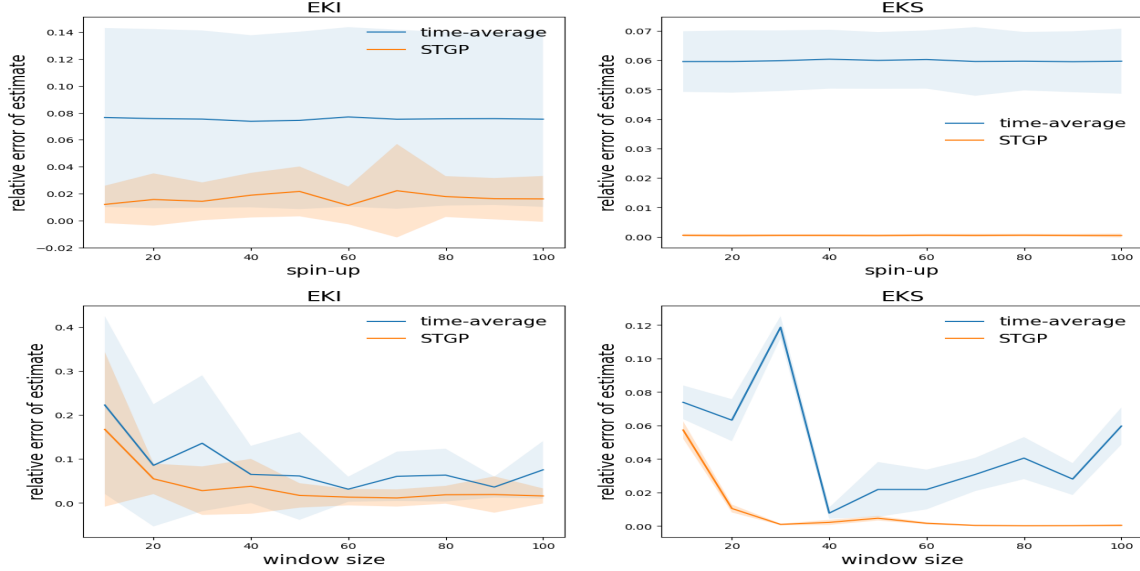 EKI
EKS
0.14
0.12
0.10
0.08
0.06
0.04
0.02
0.00
−0.02
relative error of estimate
time-average
STGP
20
40
60
80
100
spin-up
0.07
0.06
0.05
0.04
0.03
0.02
0.01
0.00
relative error of estimate
time-average
STGP
20
40
60
80
100
spin-up
EKI
EKS
0.4
0.3
0.2
0.1
0.0
relative error of estimate
time-average
STGP
20
40
60
80
100
window size
0.12
0.10
0.08
0.06
0.04
0.02
0.00
relative error of estimate
time-average
STGP
20
40
60
80
100
window size